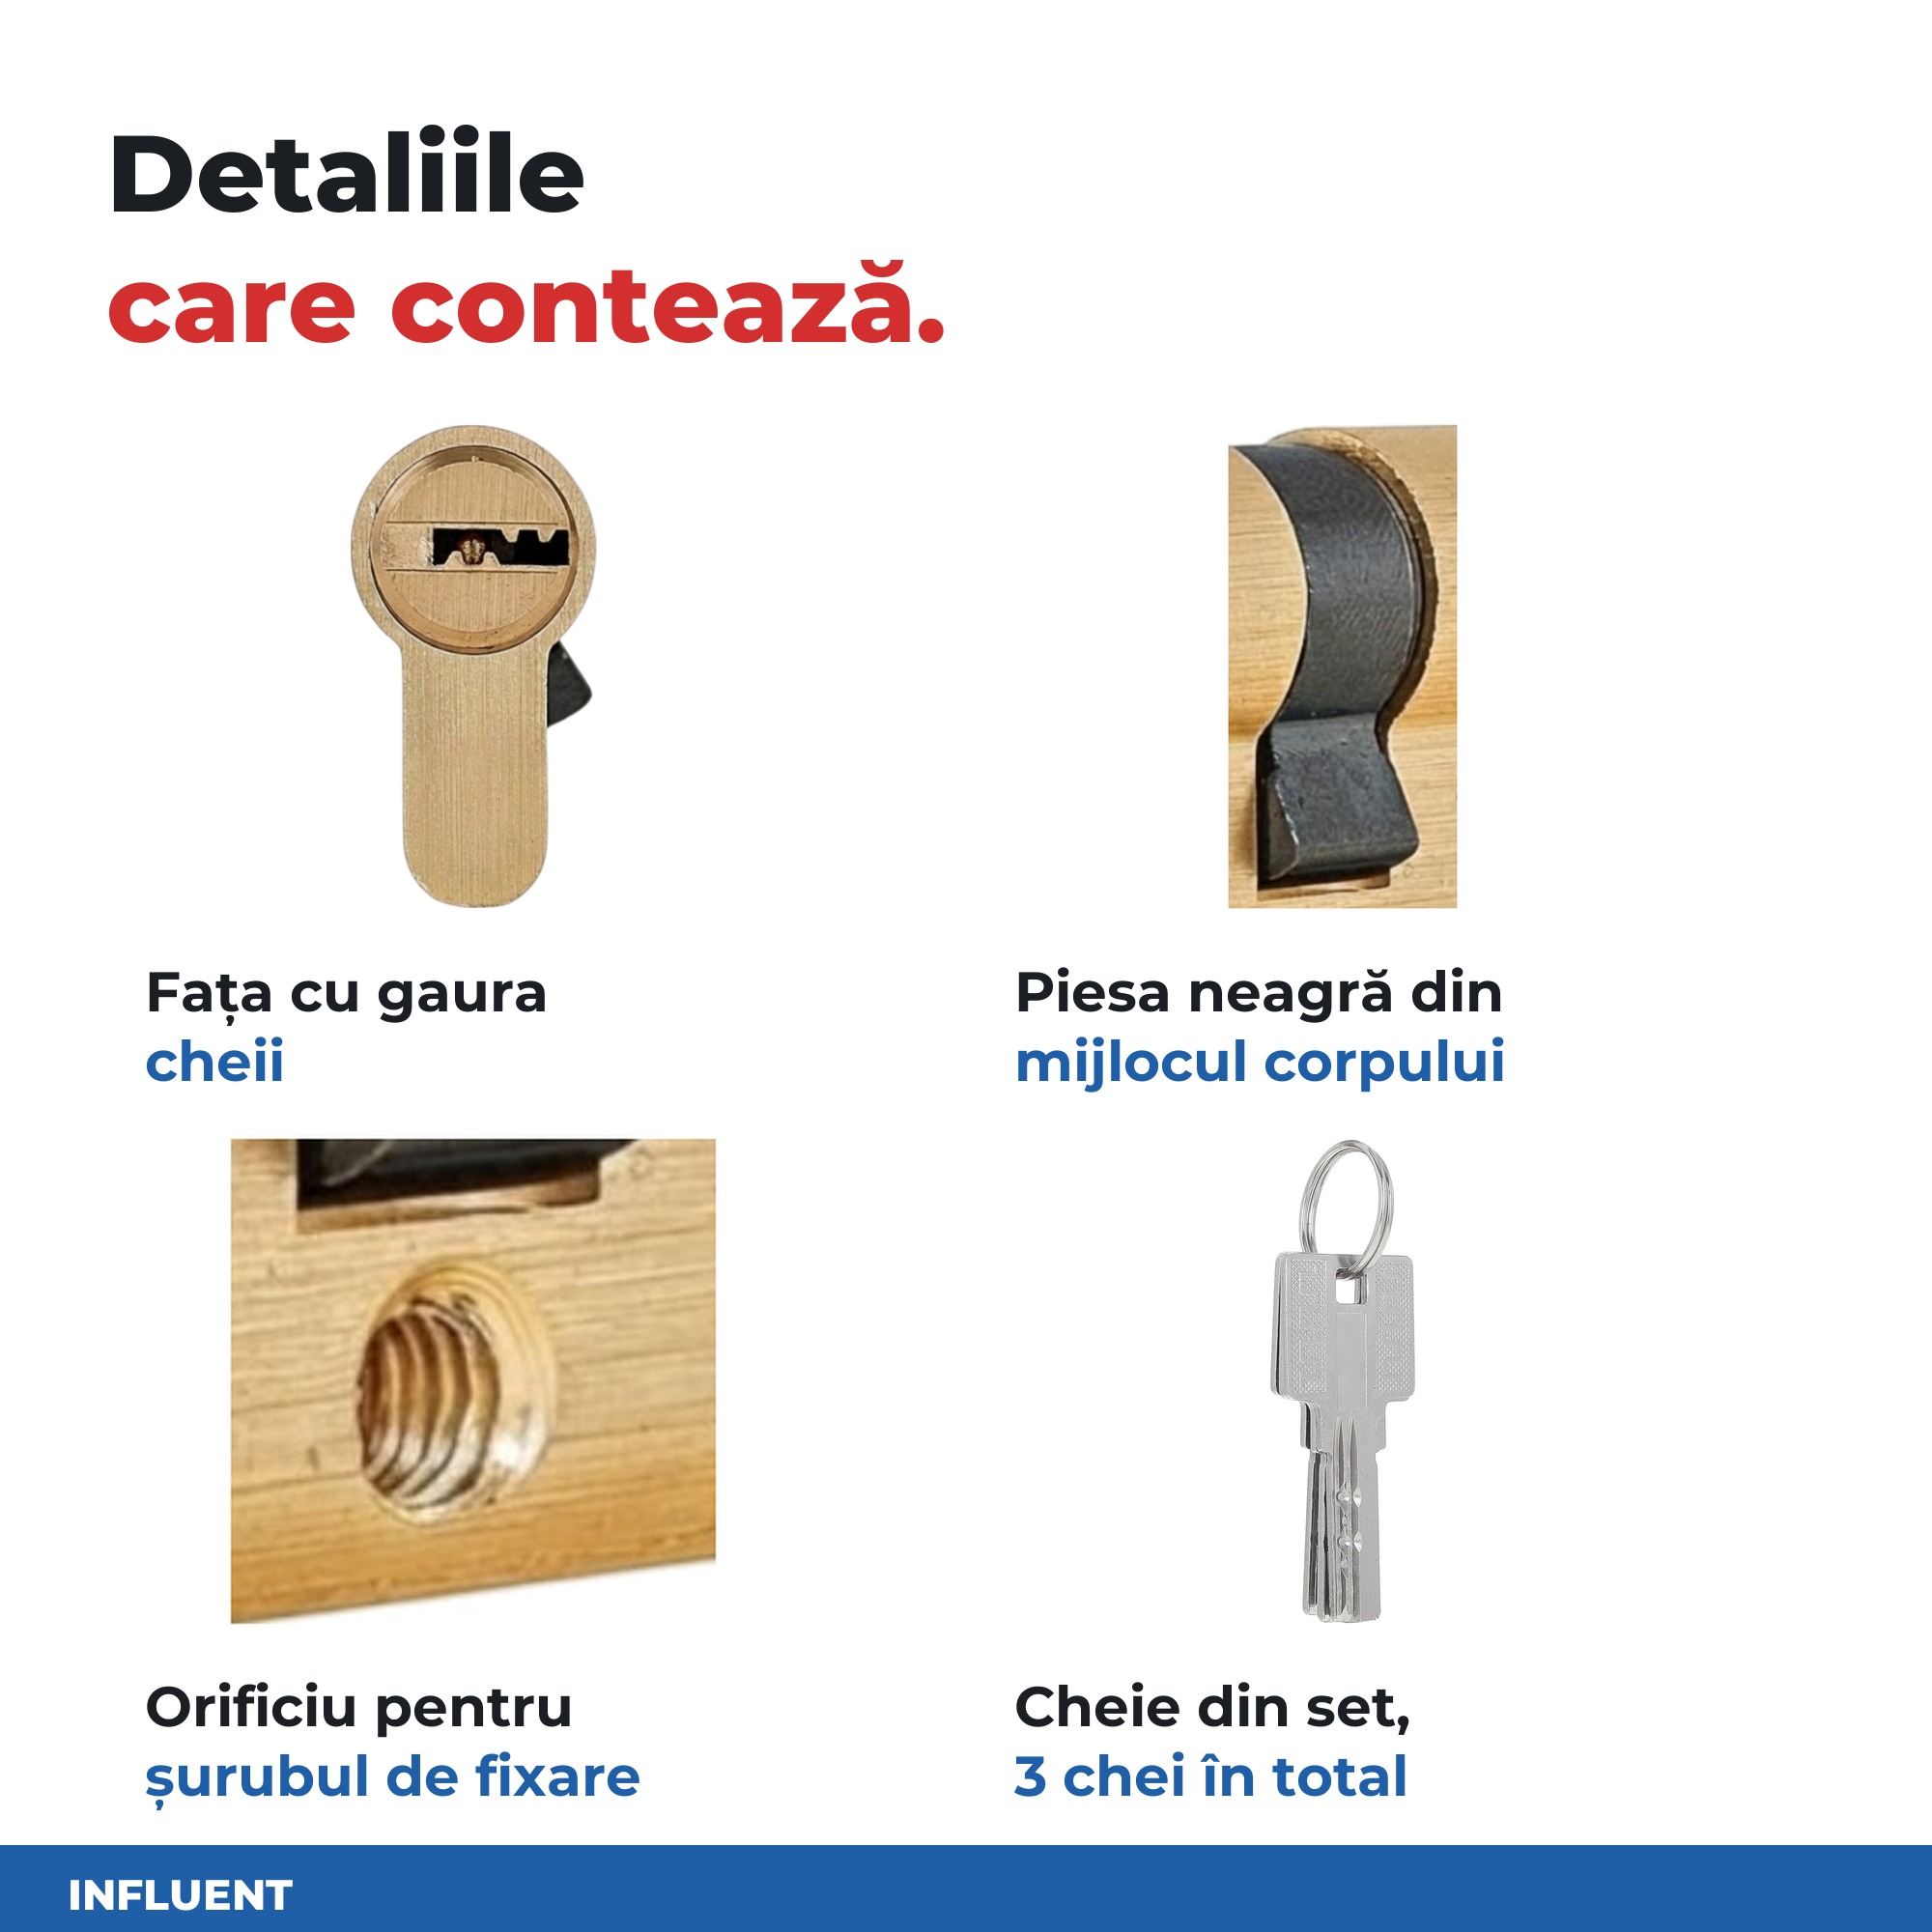 Detaliile
care contează.
Fața cu gaura
cheii
Piesa neagră din
mijlocul corpului
Orificiu pentru
șurubul de fixare
Cheie din set,
3 chei în total
INFLUENT